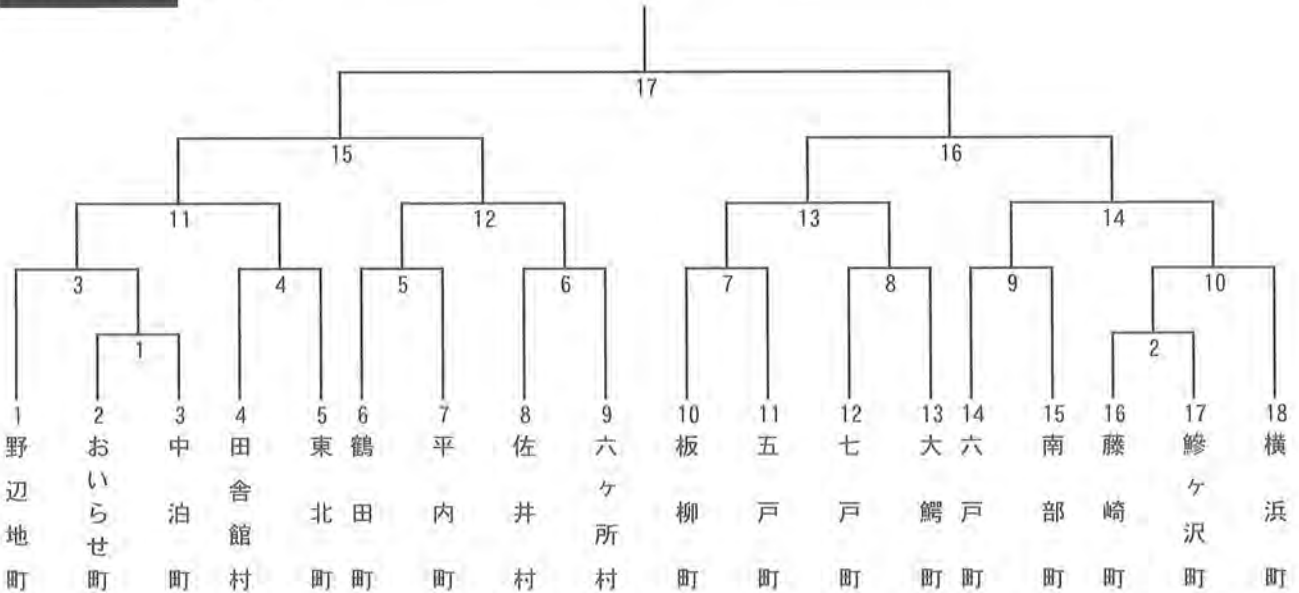 17
15
16
11
12
13
14
3
4
5
6
7
8
9
10
1
2
1 野辺地町
2 おいらせ町
3 中泊町
4 田舎館村
5 東北町
6 鶴田町
7 平内町
8 佐井村
9 六ヶ所村
10 板柳町
11 五戸町
12 七戸町
13 大鰐町
14 六戸町
15 南部町
16 藤崎町
17 鰺ヶ沢町
18 横浜町